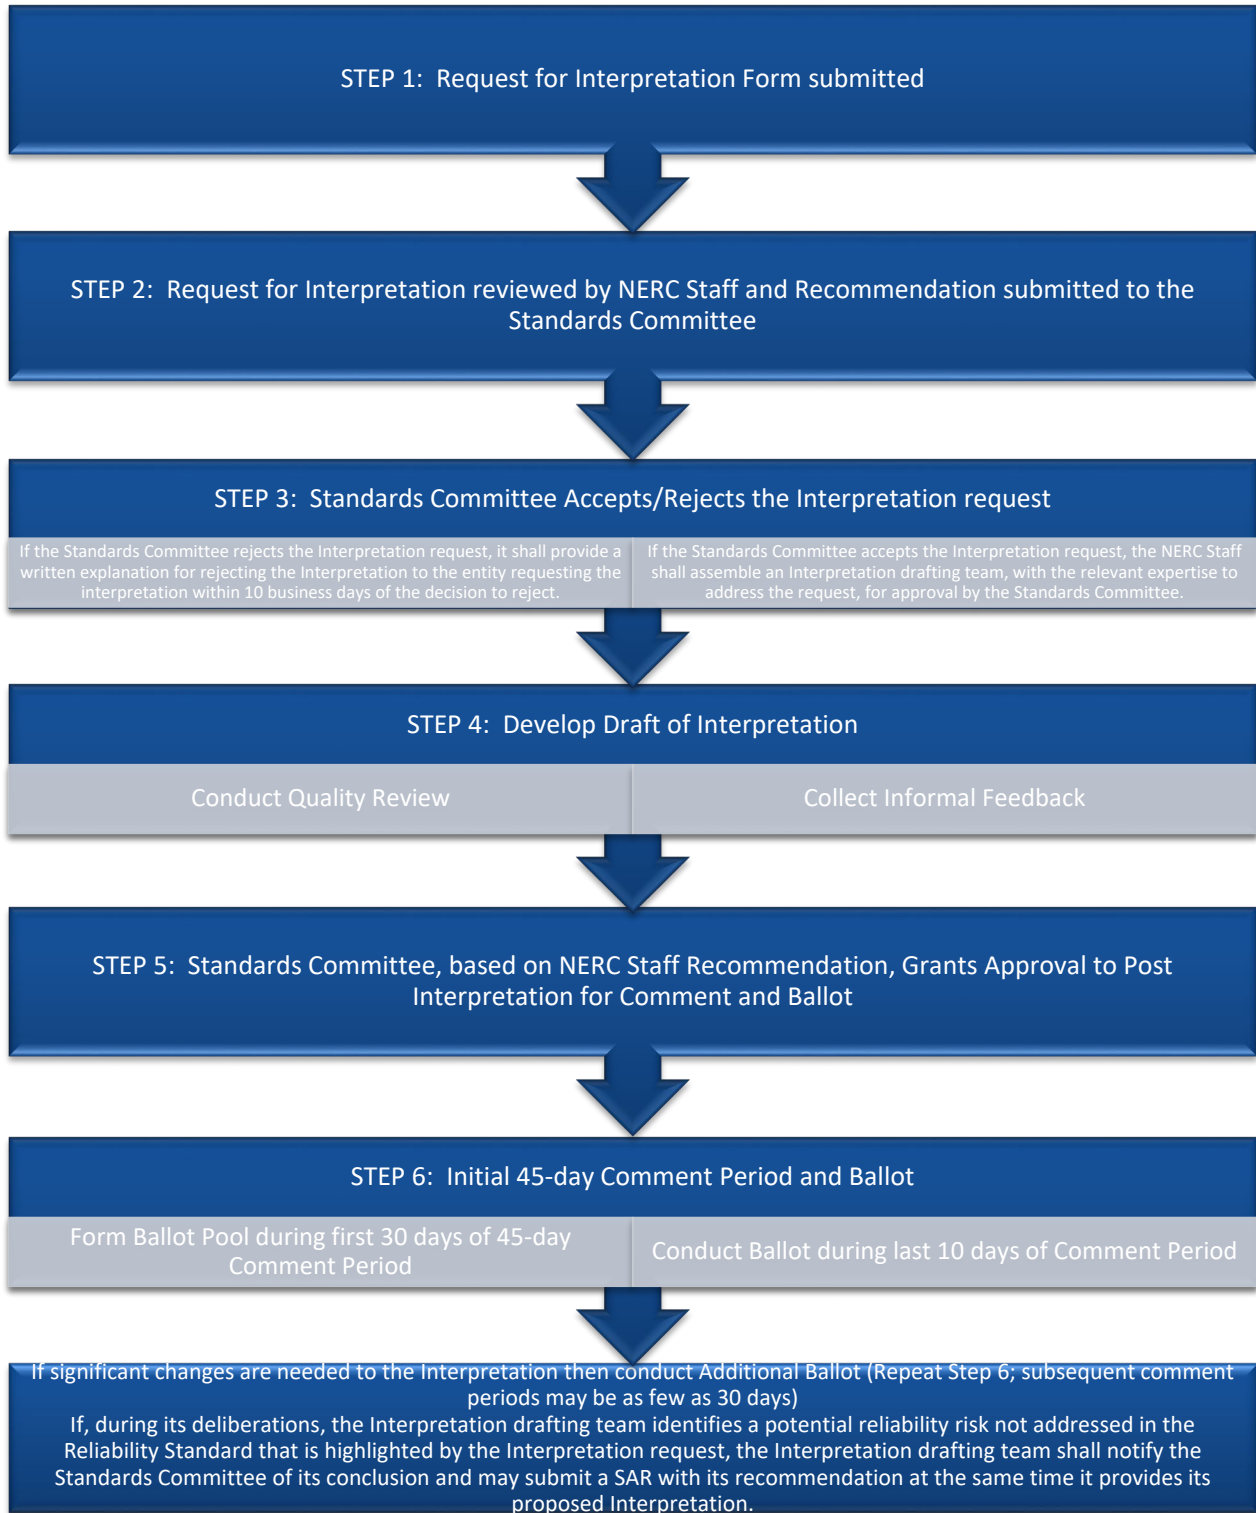 STEP 1: Request for Interpretation Form submitted
STEP 2: Request for Interpretation reviewed by NERC Staff and Recommendation submitted to the
Standards Committee
STEP 3: Standards Committee Accepts/Rejects the Interpretation request
If the Standards Committee rejects the Interpretation request, it shall provide a
written explanation for rejecting the Interpretation to the entity requesting the
interpretation within 10 business days of the decision to reject.
If the Standards Committee accepts the Interpretation request, the NERC Staff
shall assemble an Interpretation drafting team, with the relevant expertise to
address the request, for approval by the Standards Committee.
STEP 4: Develop Draft of Interpretation
Conduct Quality Review
Collect Informal Feedback
STEP 5: Standards Committee, based on NERC Staff Recommendation, Grants Approval to Post
Interpretation for Comment and Ballot
STEP 6: Initial 45-day Comment Period and Ballot
Form Ballot Pool during first 30 days of 45-day
Comment Period
Conduct Ballot during last 10 days of Comment Period
If significant changes are needed to the Interpretation then conduct Additional Ballot (Repeat Step 6; subsequent comment
periods may be as few as 30 days)
If, during its deliberations, the Interpretation drafting team identifies a potential reliability risk not addressed in the
Reliability Standard that is highlighted by the Interpretation request, the Interpretation drafting team shall notify the
Standards Committee of its conclusion and may submit a SAR with its recommendation at the same time it provides its
proposed Interpretation.